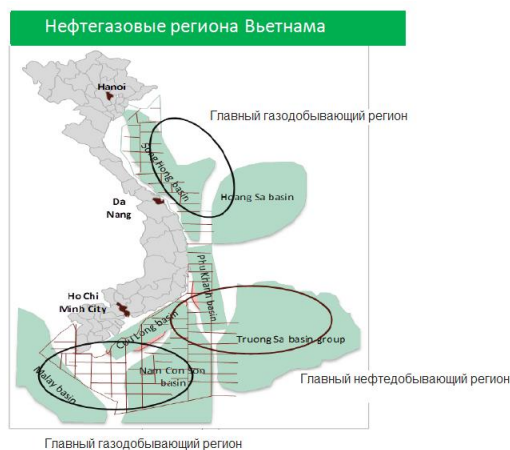 Нефтегазовые региона Вьетнама
Hanoi
Главный газодобывающий регион
Song Hong basin
Hoang Sa basin
Da
Nang
Phu Khanh basin
Ho Chi
Minh City
Cuu Long basin
Truong Sa basin group
Malay basin
Nam Con Son
basin
Главный нефтедобывающий регион
Главный газодобывающий регион